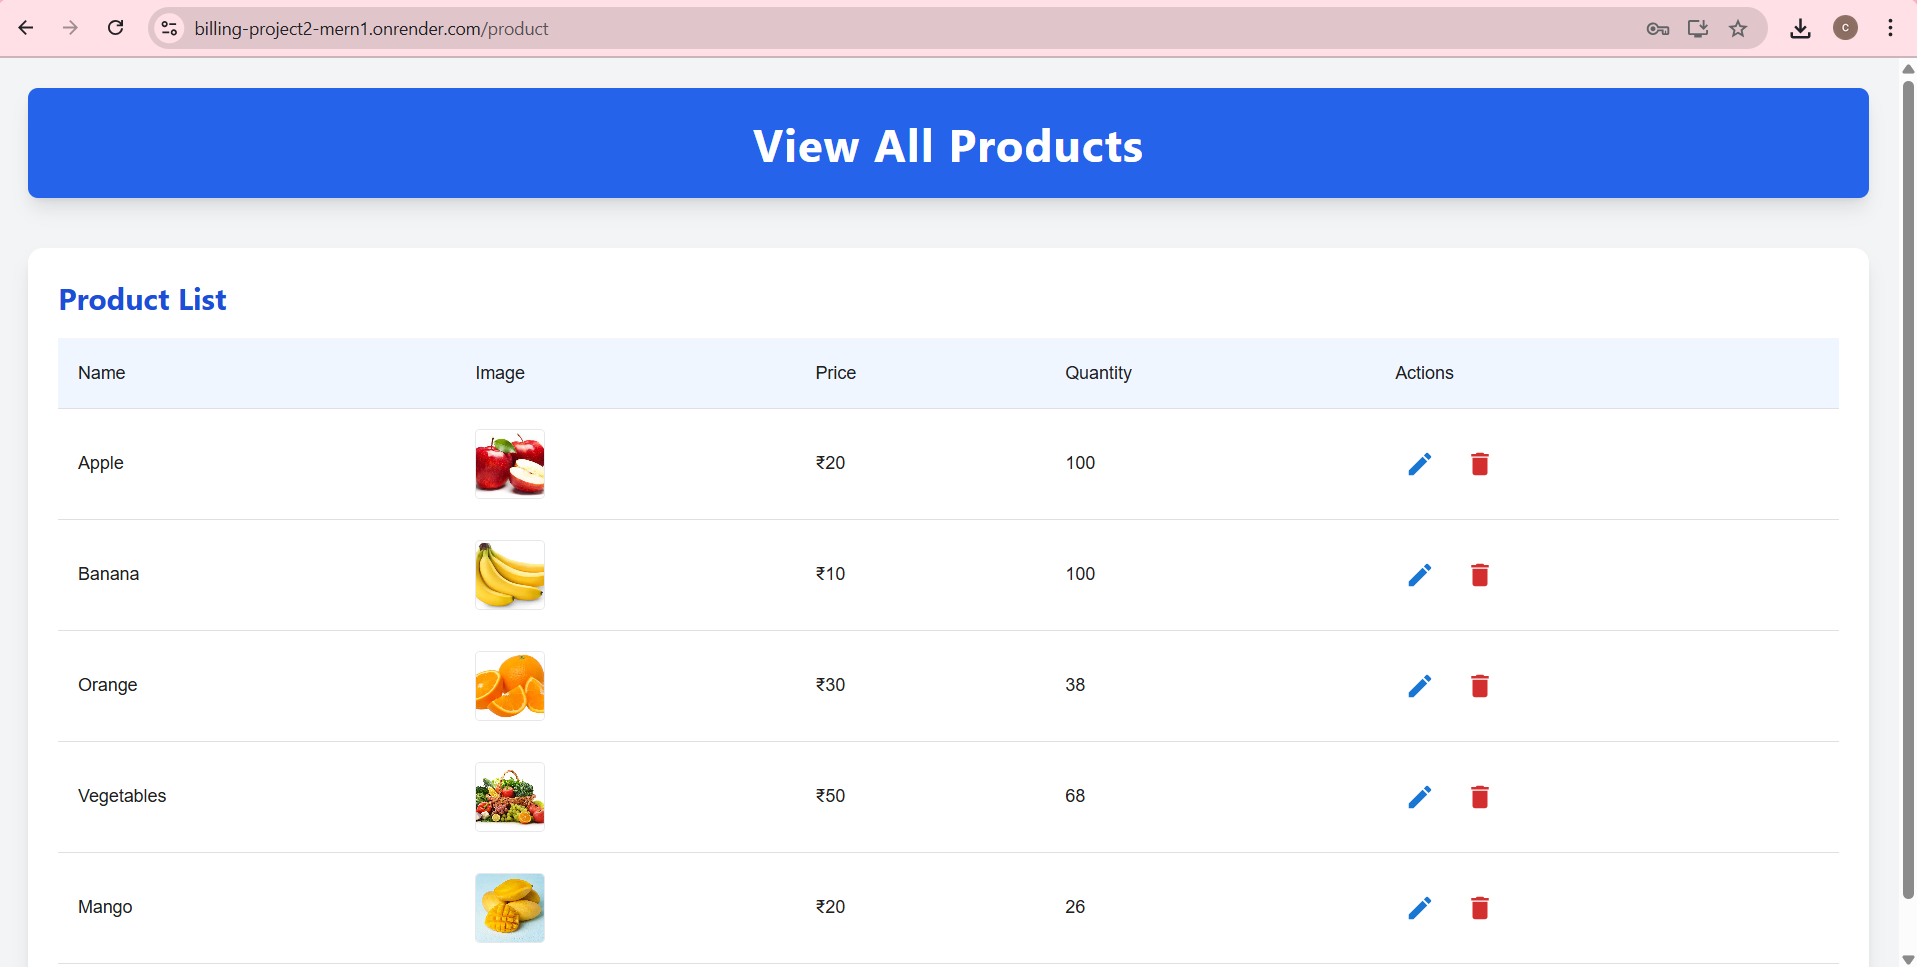 billing-project2-mern1.onrender.com/product
C
View All Products
Product List
Name Image Price Quantity Actions
Apple ₹20 100
Banana ₹10 100
Orange ₹30 38
Vegetables ₹50 68
Mango ₹20 26